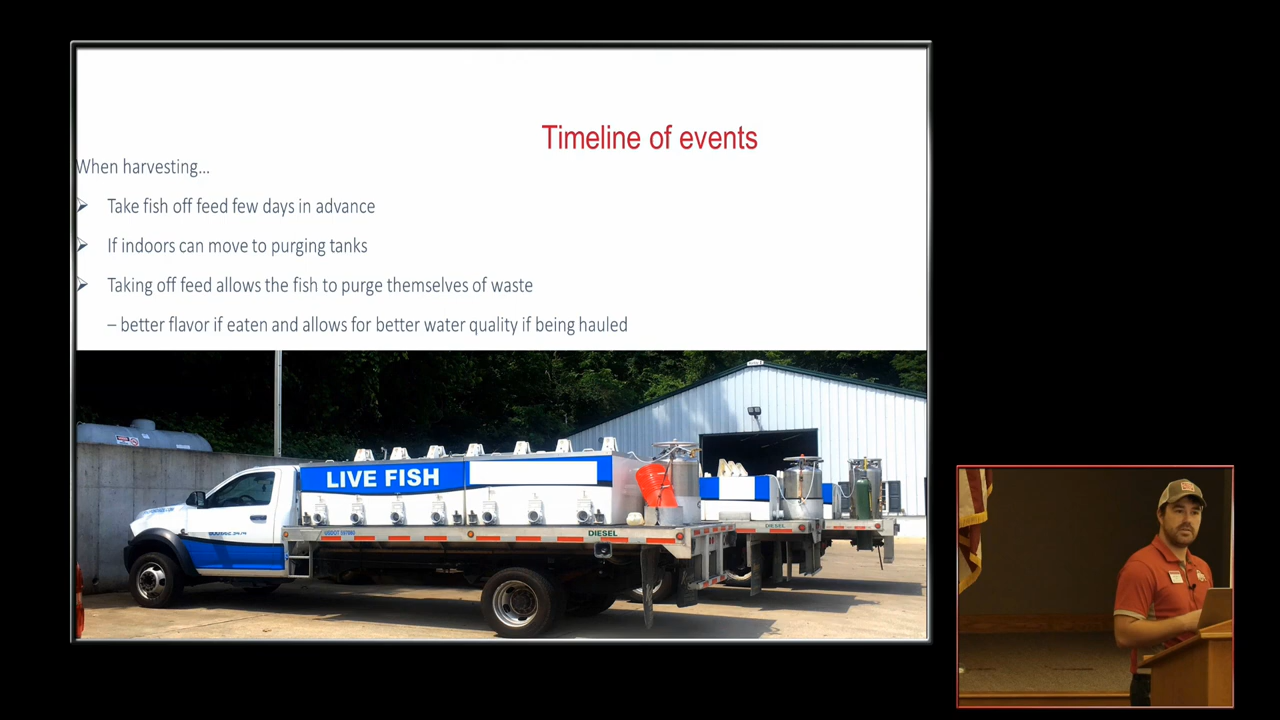 Timeline of events
When harvesting...
Take fish off feed few days in advance
If indoors can move to purging tanks
Taking off feed allows the fish to purge themselves of waste
– better flavor if eaten and allows for better water quality if being hauled
LIVE FISH
DIESEL
DIESEL